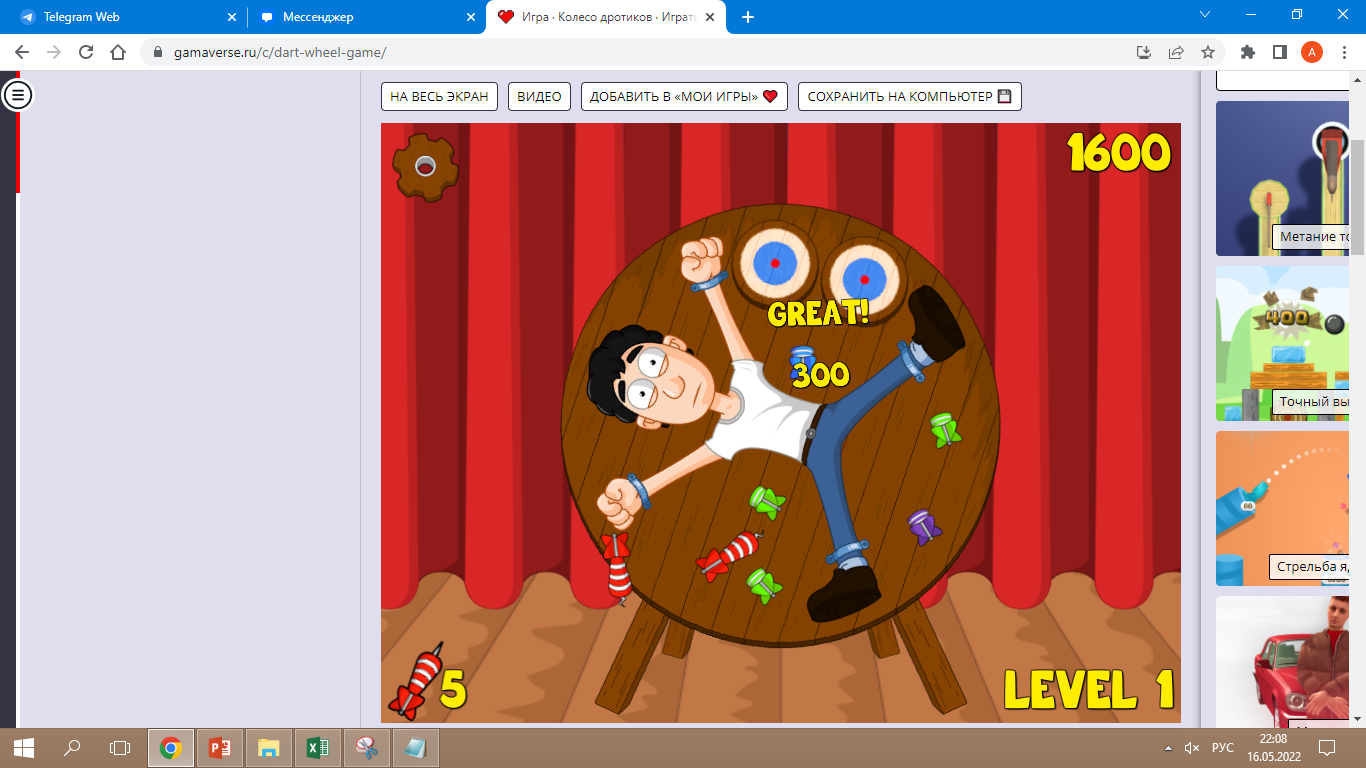 Telegram Web
Мессенджер
Игра · Колесо дротиков · Играть
gamaverse.ru/c/dart-wheel-game/
А
НА ВЕСЬ ЭКРАН
ВИДЕО
ДОБАВИТЬ В «МОИ ИГРЫ»
СОХРАНИТЬ НА КОМПЬЮТЕР
1600
Метание то
GREAT!
300
400
Точный вы
Стрельба яд
5
LEVEL 1
РУС
22:08
16.05.2022